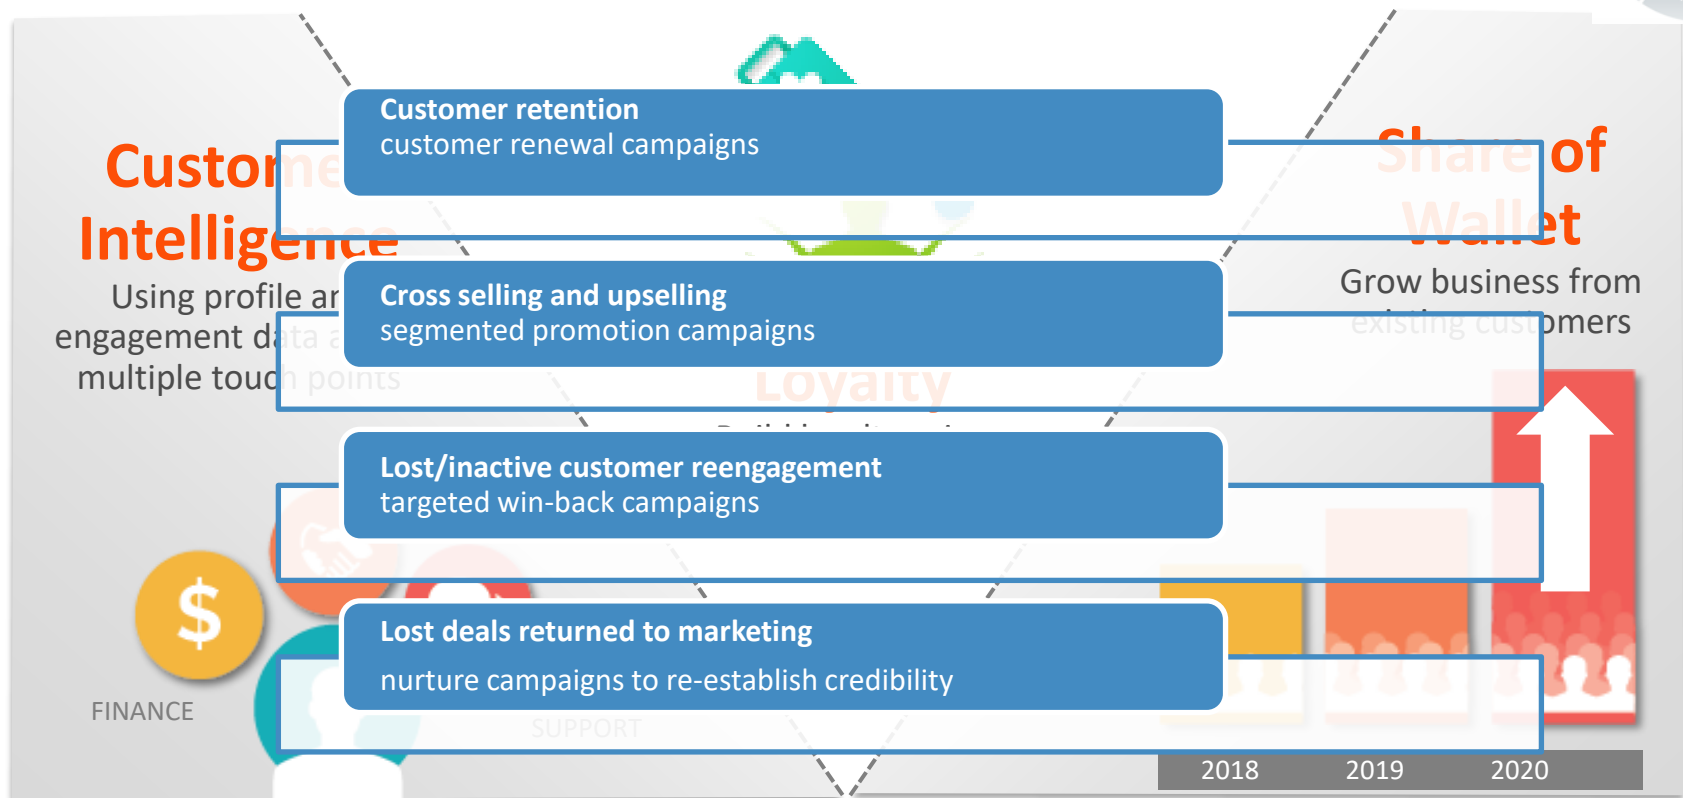 Customer retention
customer renewal campaigns
Cross selling and upselling
segmented promotion campaigns
Lost/inactive customer reengagement
targeted win-back campaigns
Lost deals returned to marketing
nurture campaigns to re-establish credibility
Intelligence
Using profile
engagement data
multiple touch points
FINANCE
SUPPORT
Loyalty
Share of
Wallet
Grow business from
existing customers
2018 2019 2020